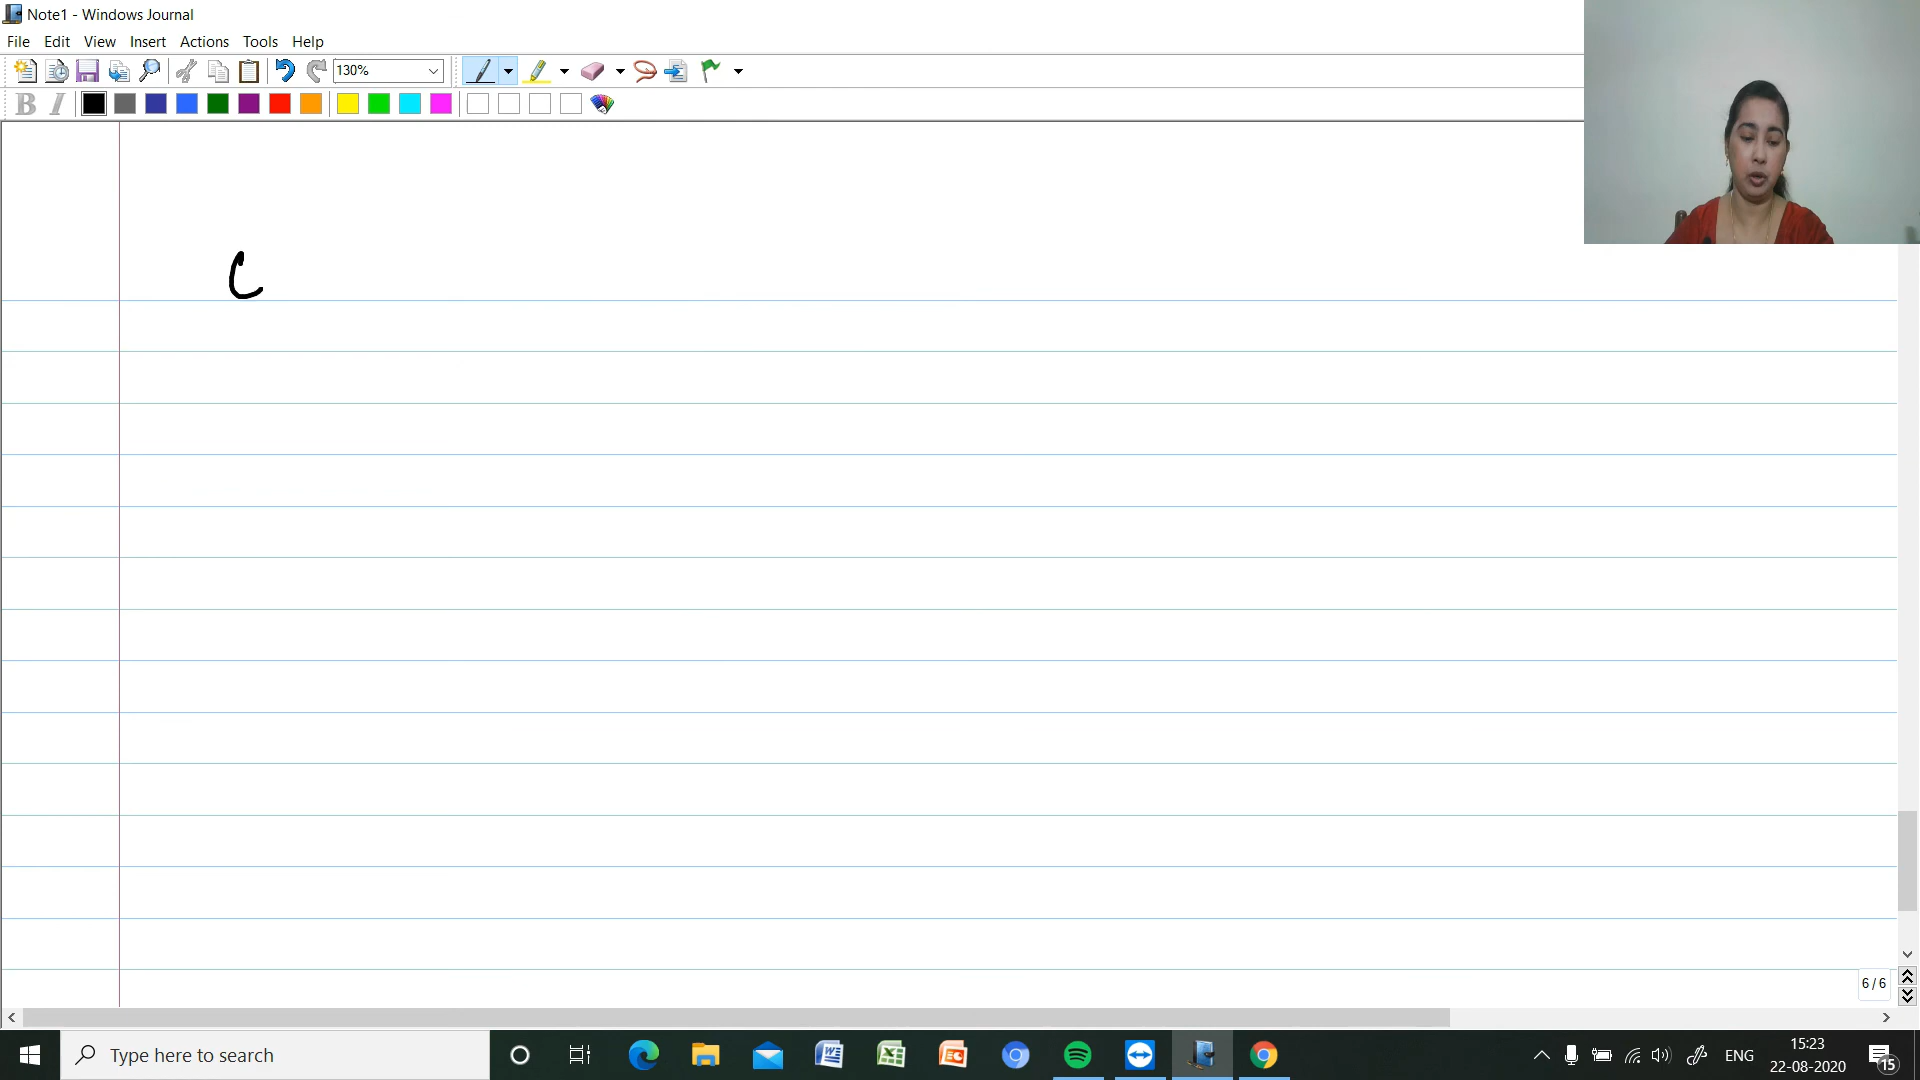 Note1 - Windows Journal
File Edit View Insert Actions Tools Help
130%
B I
C
6 / 6
Type here to search
ENG
15:23
22-08-2020
15